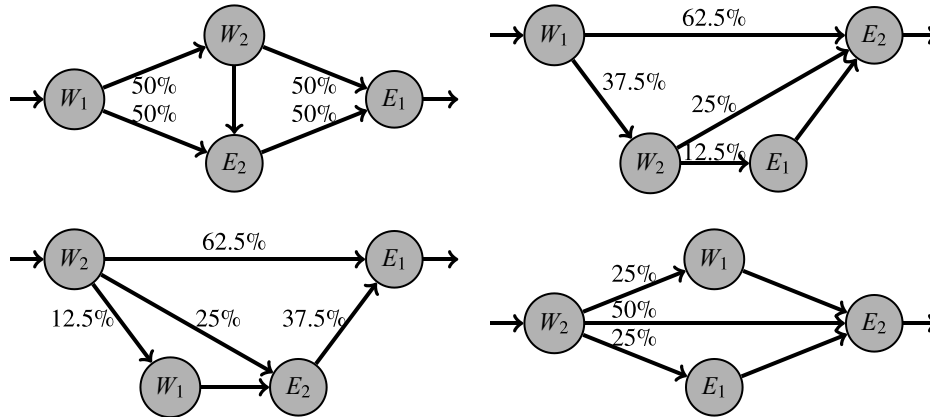 W₂
50%
50%
W₁
E₁
50%
50%
E₂
W₁
62.5%
E₂
37.5%
25%
12.5%
W₂
E₁
W₂
62.5%
E₁
12.5%
25%
37.5%
W₁
E₂
W₁
25%
50%
W₂
E₂
25%
E₁